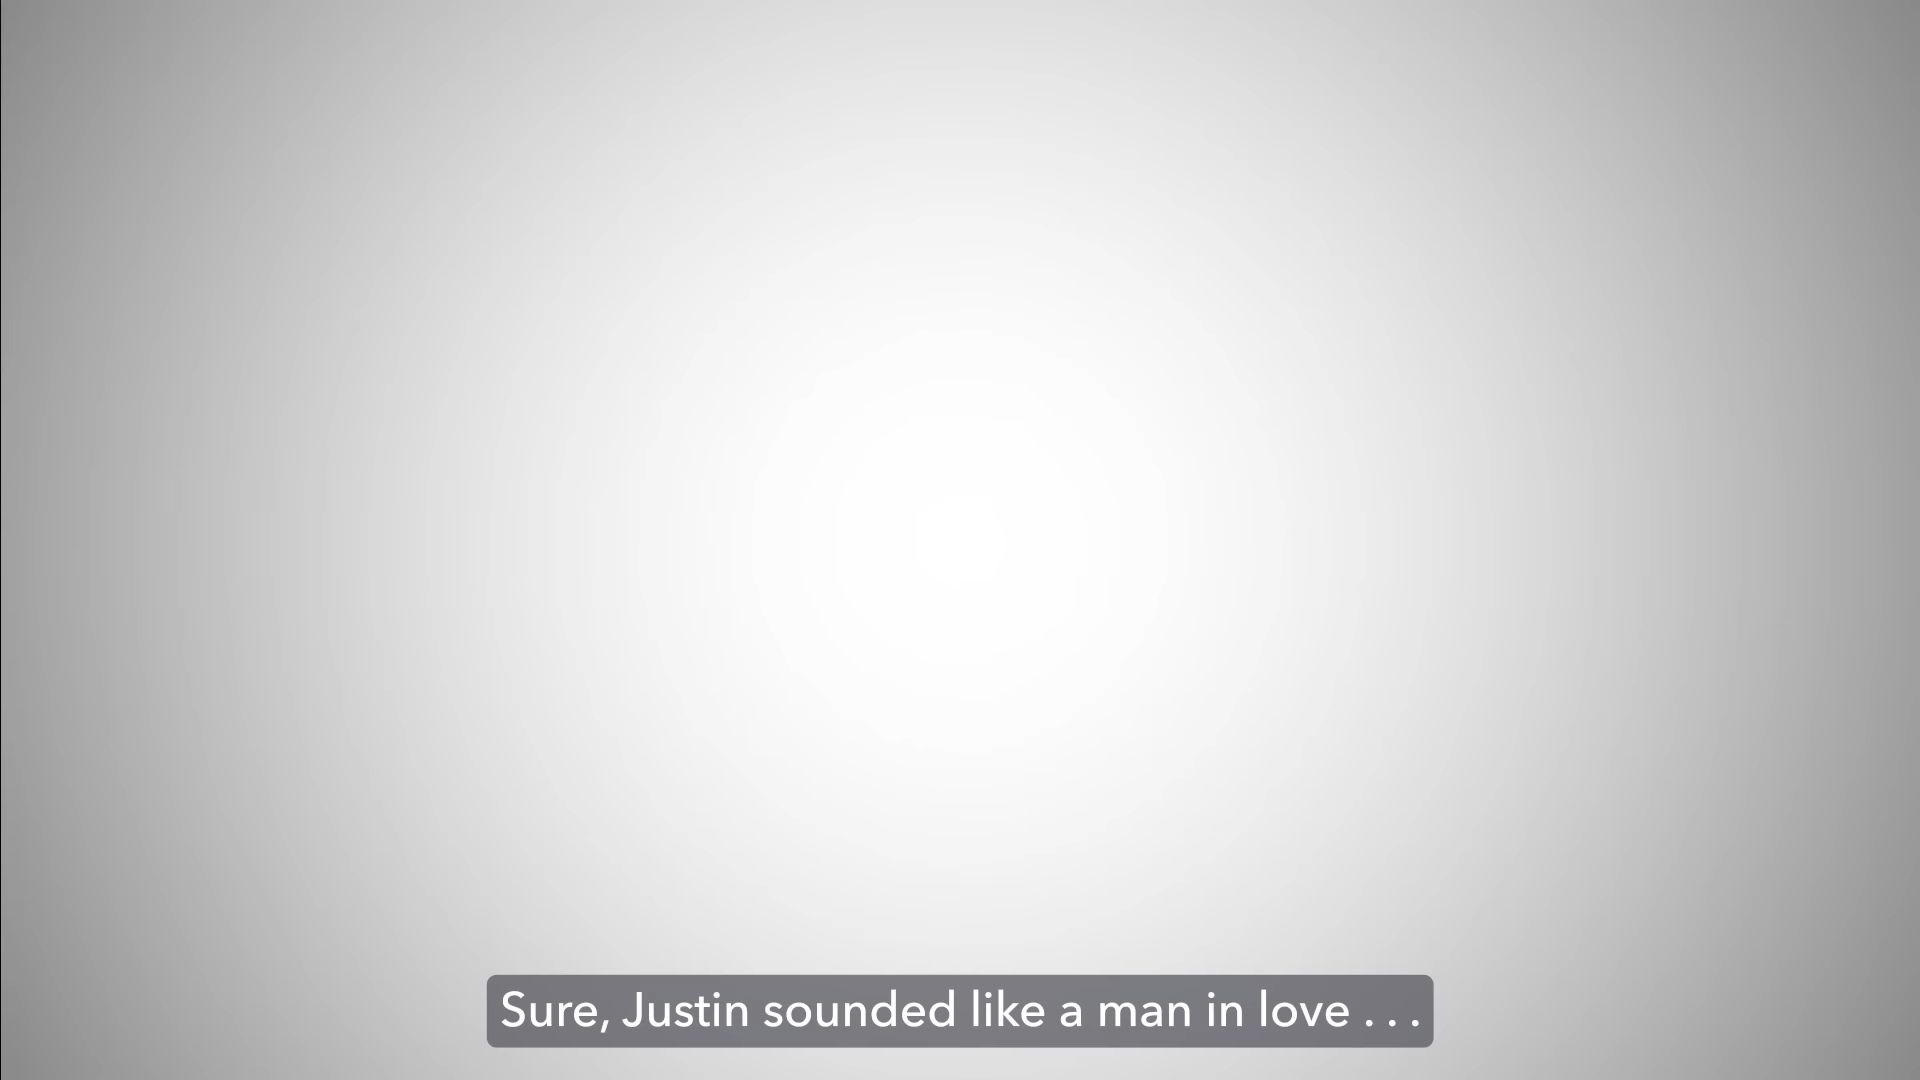 Sure, Justin sounded like a man in love . . .